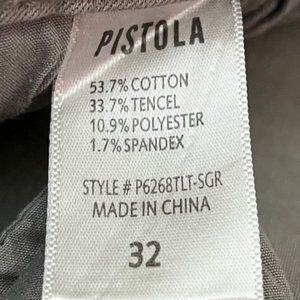 PISTOLA
53.7% COTTON
33.7% TENCEL
10.9% POLYESTER
1.7% SPANDEX
STYLE # P6268TLT-SGR
MADE IN CHINA
32